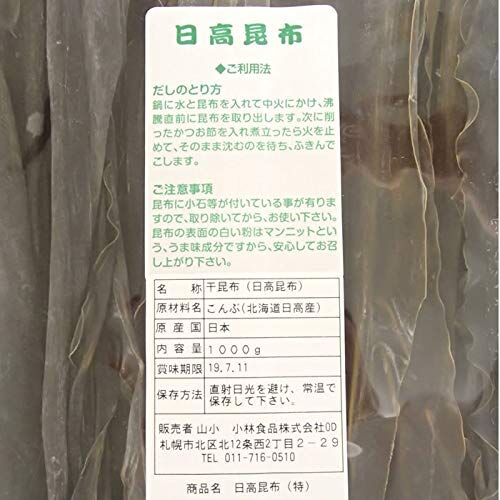 日高昆布
◆ご利用法
だしのとり方
鍋に水と昆布を入れて中火にかけ、沸
騰直前に昆布を取り出します。次に削
ったかつお節を入れ煮立ったら火を止
めて、そのまま沈むのを待ち、ふきんで
こします。
ご注意事項
昆布に小石等が付いている事が有りま
すので、取り除いてから、お使い下さい。
昆布の表面の白い粉はマンニットとい
う、うま味成分ですから、安心してお召
し上がり下さい。
名 称 干昆布（日高昆布）
原材料名 こんぶ(北海道日高産)
原産国 日本
内容量 1000g
賞味期限 19.7.11
保存方法 直射日光を避け、常温で
保存して下さい。
販売者 山小 小林食品株式会社OD
札幌市北区北12条西2丁目2－29
TEL 011-716-0510
商品名 日高昆布（特）